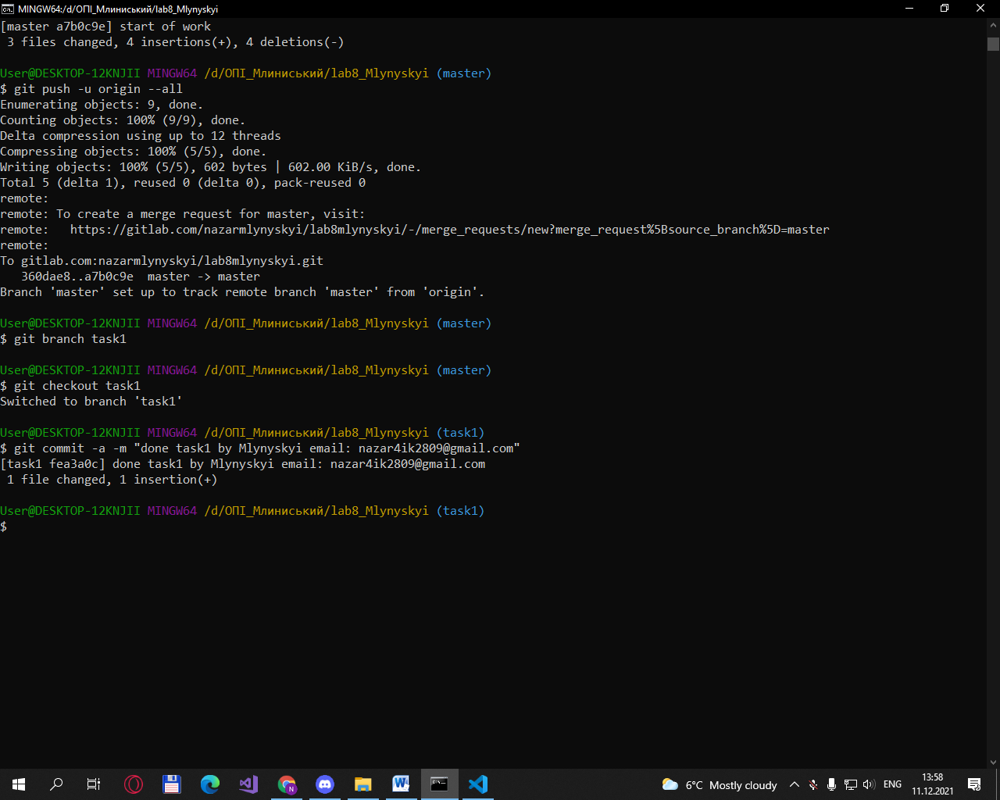 MINGW64:/d/ОПІ_Млиниський/lab8_Mlynyskyi
[master a7b0c9e] start of work
 3 files changed, 4 insertions(+), 4 deletions(-)
User@DESKTOP-12KNJII MINGW64 /d/ОПІ_Млиниський/lab8_Mlynyskyi (master)
$ git push -u origin --all
Enumerating objects: 9, done.
Counting objects: 100% (9/9), done.
Delta compression using up to 12 threads
Compressing objects: 100% (5/5), done.
Writing objects: 100% (5/5), 602 bytes | 602.00 KiB/s, done.
Total 5 (delta 1), reused 0 (delta 0), pack-reused 0
remote:
remote: To create a merge request for master, visit:
remote:   https://gitlab.com/nazarmlynyskyi/lab8mlynyskyi/-/merge_requests/new?merge_request%5Bsource_branch%5D=master
remote:
To gitlab.com:nazarmlynyskyi/lab8mlynyskyi.git
   360dae8..a7b0c9e  master -> master
Branch 'master' set up to track remote branch 'master' from 'origin'.
User@DESKTOP-12KNJII MINGW64 /d/ОПІ_Млиниський/lab8_Mlynyskyi (master)
$ git branch task1
User@DESKTOP-12KNJII MINGW64 /d/ОПІ_Млиниський/lab8_Mlynyskyi (master)
$ git checkout task1
Switched to branch 'task1'
User@DESKTOP-12KNJII MINGW64 /d/ОПІ_Млиниський/lab8_Mlynyskyi (task1)
$ git commit -a -m "done task1 by Mlynyskyi email: nazar4ik2809@gmail.com"
[task1 fea3a0c] done task1 by Mlynyskyi email: nazar4ik2809@gmail.com
 1 file changed, 1 insertion(+)
User@DESKTOP-12KNJII MINGW64 /d/ОПІ_Млиниський/lab8_Mlynyskyi (task1)
$
6°C Mostly cloudy
ENG
13:58
11.12.2021